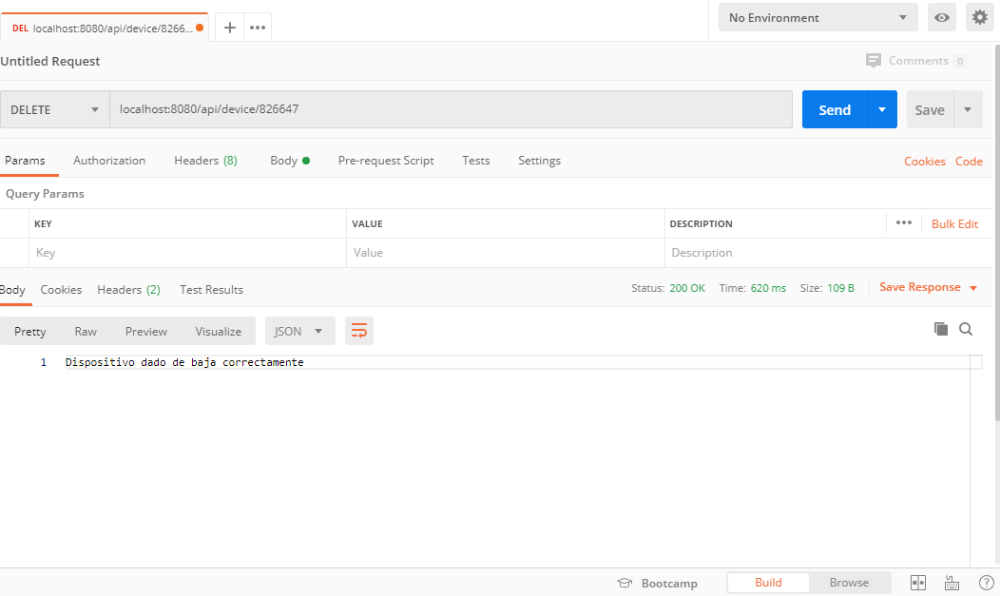 DEL localhost:8080/api/device/8266...
No Environment
Untitled Request
Comments 0
DELETE localhost:8080/api/device/826647 Send Save
Params Authorization Headers (8) Body Pre-request Script Tests Settings Cookies Code
Query Params
KEY VALUE DESCRIPTION Bulk Edit
Key Value Description
Body Cookies Headers (2) Test Results Status: 200 OK Time: 620 ms Size: 109 B Save Response
Pretty Raw Preview Visualize JSON
1 Dispositivo dado de baja correctamente
Bootcamp Build Browse